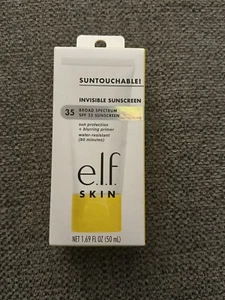 SUNTOUCHABLE!
INVISIBLE SUNSCREEN
35
BROAD SPECTRUM
SPF 35 SUNSCREEN
sun protection
+ blurring primer
water-resistant
(80 minutes)
e.l.f.
SKIN
NET 1.69 FL OZ (50 mL)